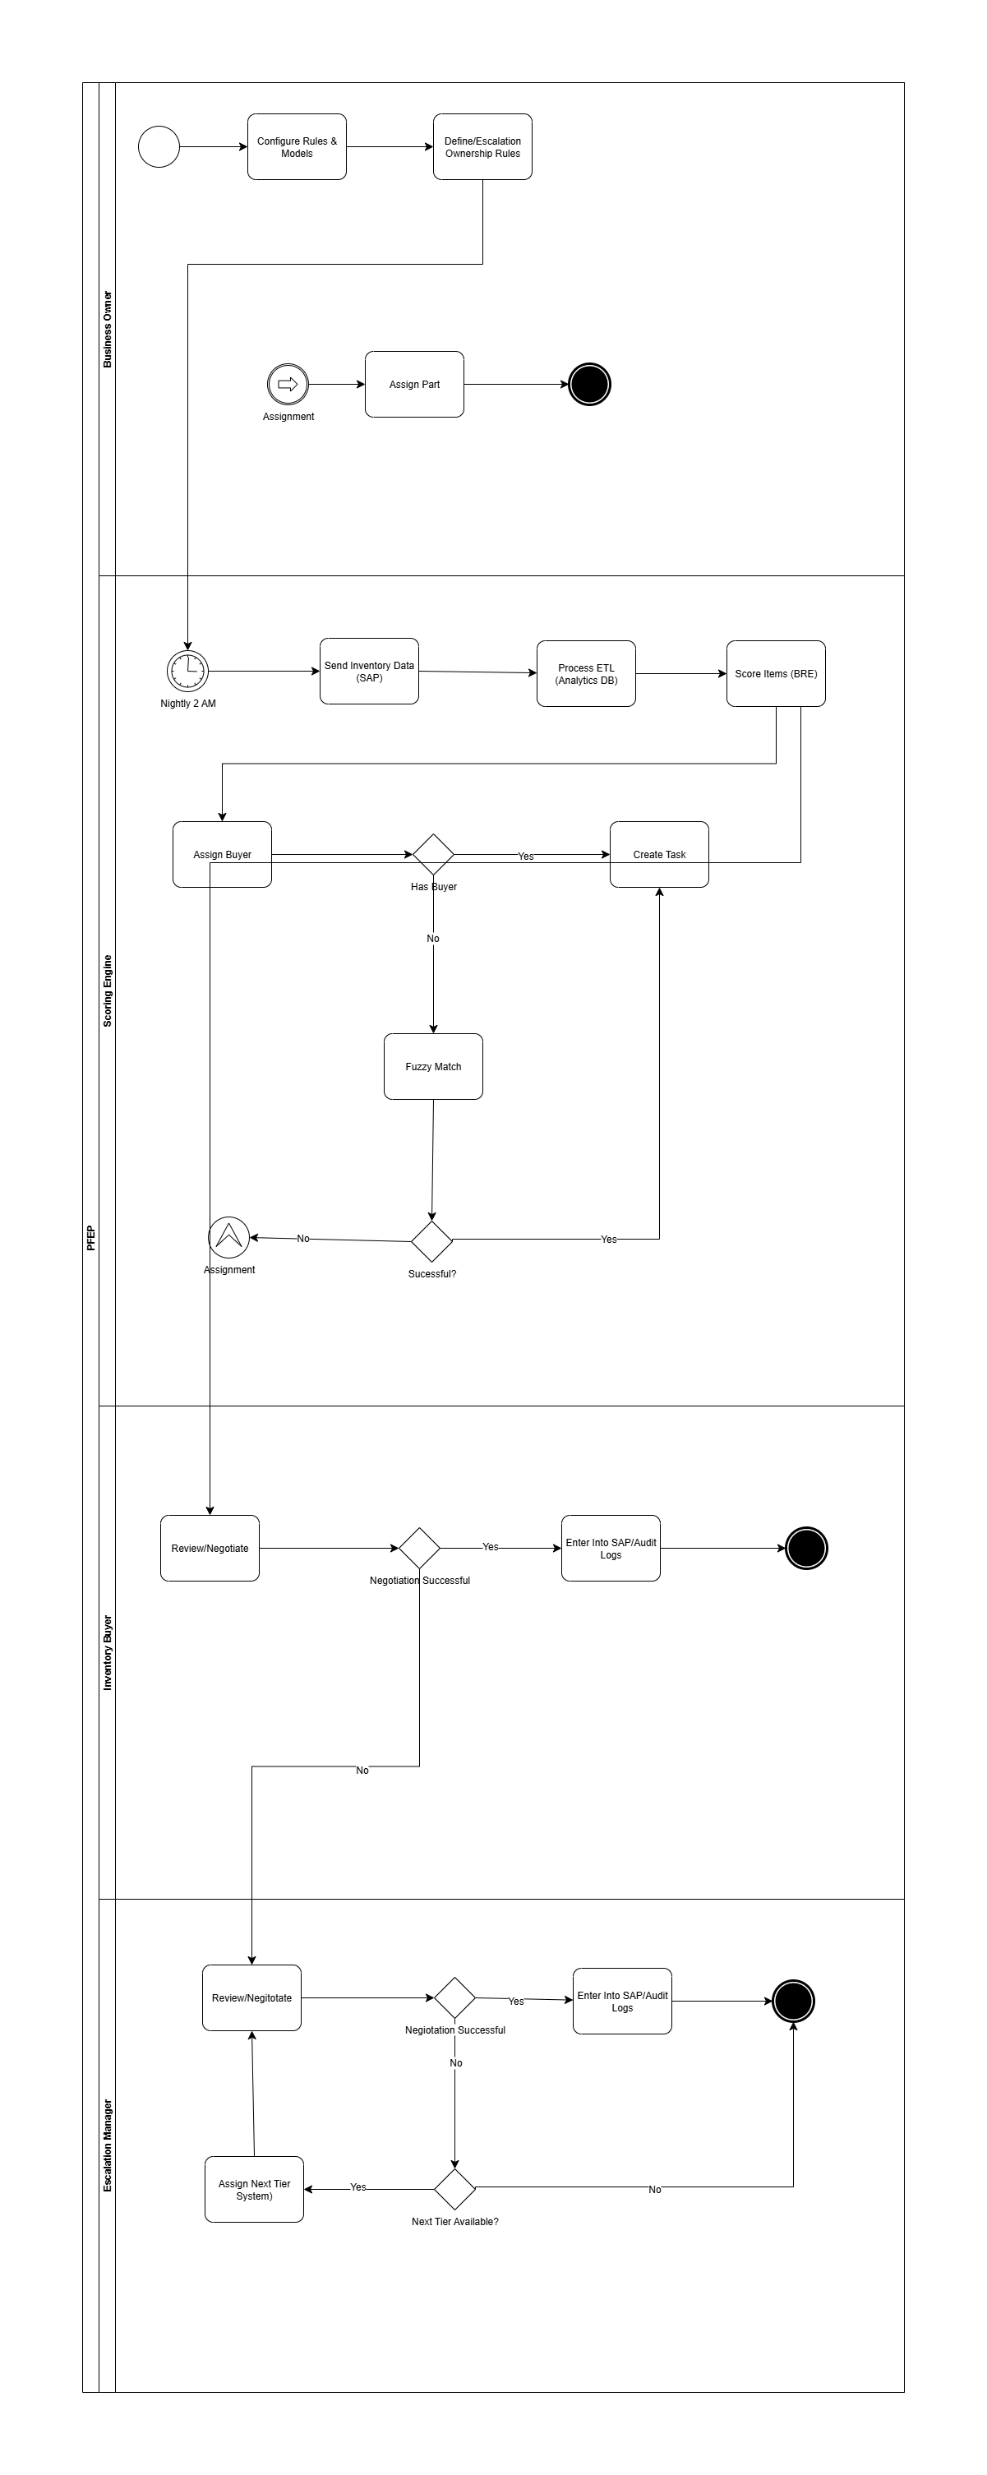 PFEP
Business Owner
Configure Rules &
Models
Define/Escalation
Ownership Rules
Assignment
Assign Part
Scoring Engine
Nightly 2 AM
Send Inventory Data
(SAP)
Process ETL
(Analytics DB)
Score Items (BRE)
Assign Buyer
Has Buyer
Yes
Create Task
No
Fuzzy Match
Assignment
No
Sucessful?
Yes
Inventory Buyer
Review/Negotiate
Negotiation Successful
Yes
Enter Into SAP/Audit
Logs
No
Escalation Manager
Review/Negitotate
Negiotation Successful
Yes
Enter Into SAP/Audit
Logs
No
Assign Next Tier
System)
Yes
Next Tier Available?
No